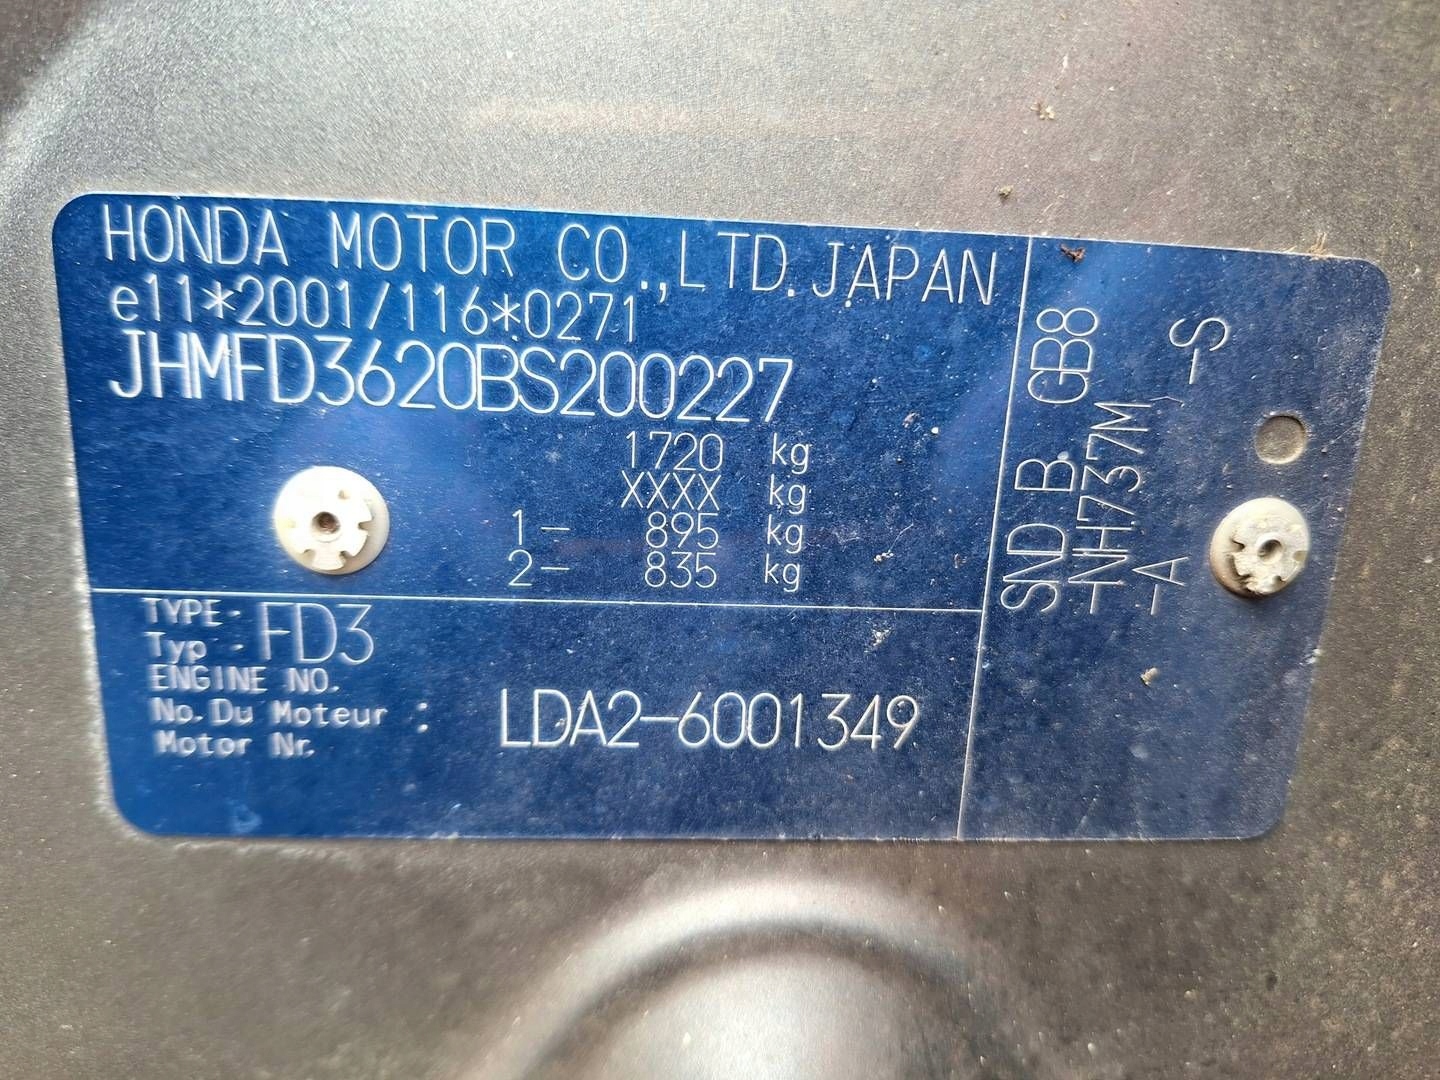 HONDA MOTOR CO.,LTD.JAPAN
e11*2001/116*0271
JHMFD3620BS200227
1720 kg
XXXX kg
1- 895 kg
2- 835 kg
TYPE-
Typ - FD3
ENGINE NO.
No.Du Moteur : LDA2-6001349
Motor Nr.
SND B GB8
-NH737M
-A -S